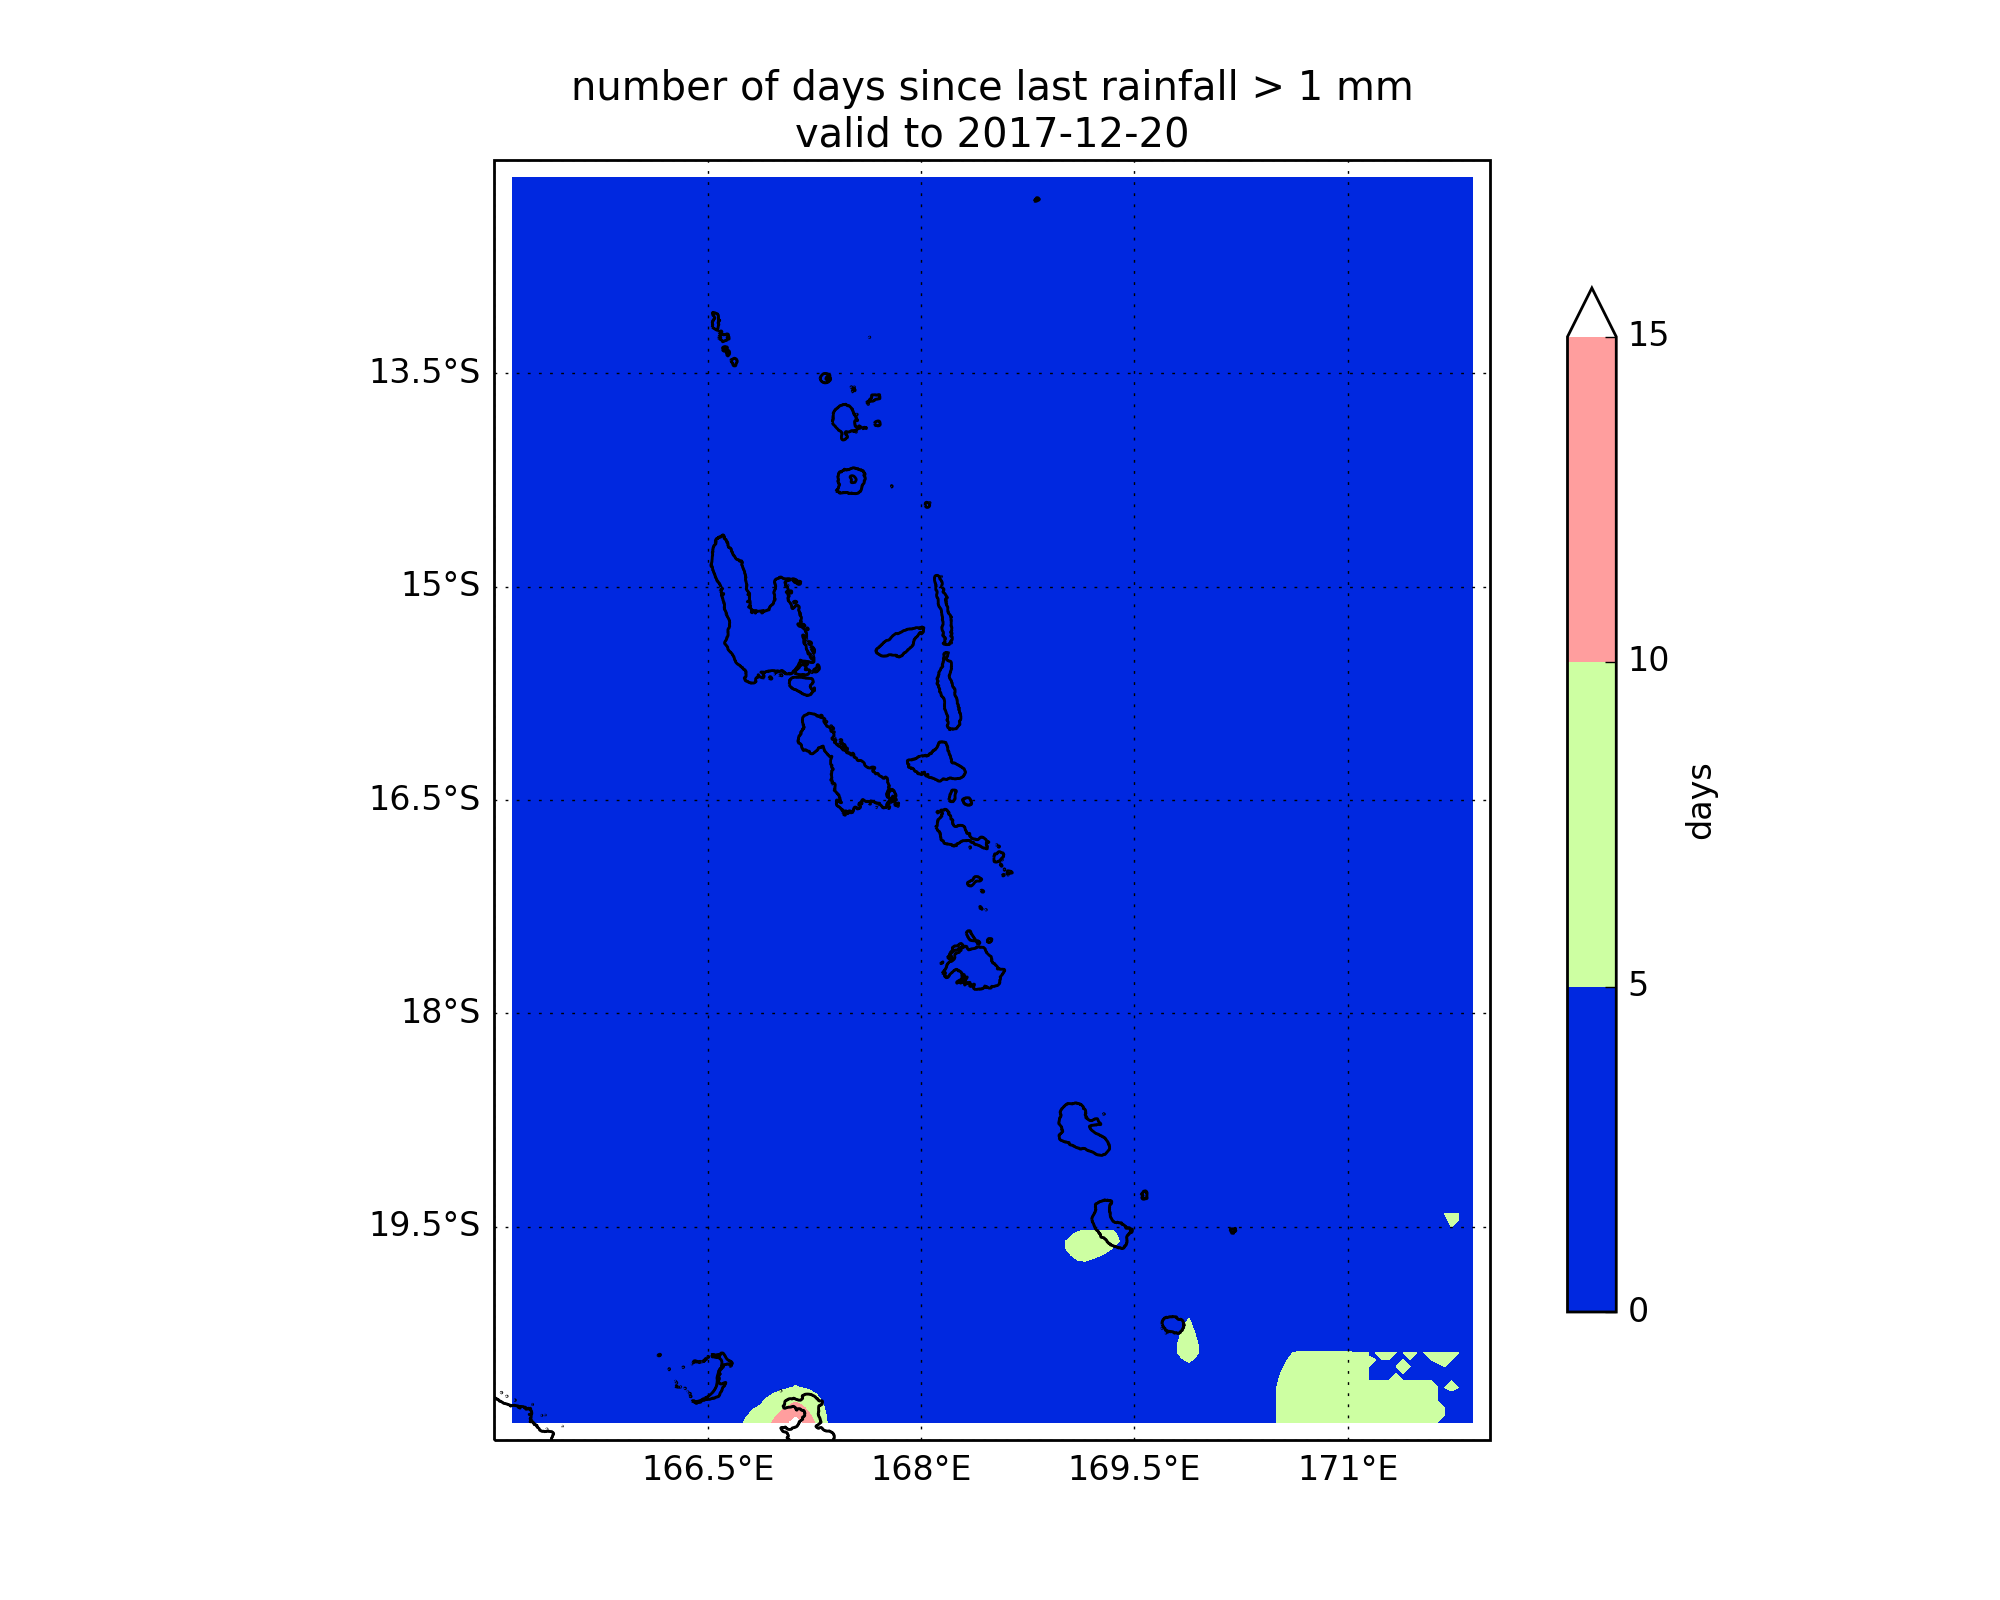 number of days since last rainfall > 1 mm
valid to 2017-12-20
13.5°S
15°S
16.5°S
18°S
19.5°S
166.5°E
168°E
169.5°E
171°E
15
10
5
0
days